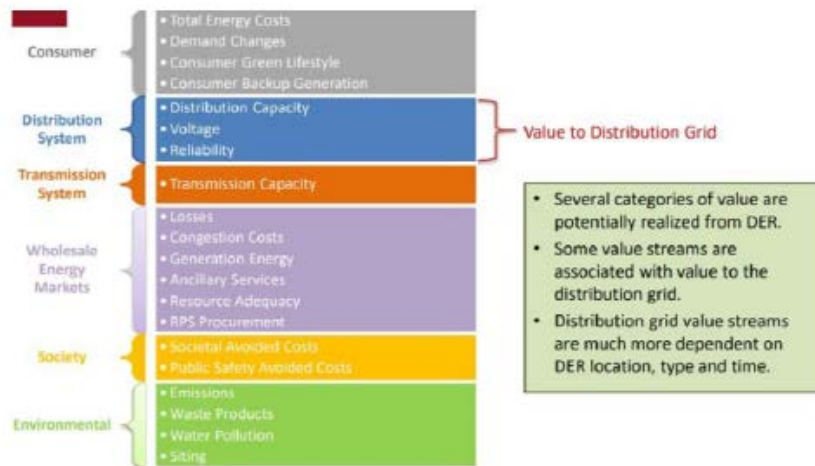 Consumer
• Total Energy Costs
• Demand Changes
• Consumer Green Lifestyle
• Consumer Backup Generation
Distribution
System
• Distribution Capacity
• Voltage
• Reliability
Value to Distribution Grid
Transmission
System
• Transmission Capacity
Wholesale
Energy
Markets
• Losses
• Congestion Costs
• Generation Energy
• Ancillary Services
• Resource Adequacy
• RPS Procurement
Society
• Societal Avoided Costs
• Public Safety Avoided Costs
Environmental
• Emissions
• Waste Products
• Water Pollution
• Siting
• Several categories of value are
potentially realized from DER.
• Some value streams are
associated with value to the
distribution grid.
• Distribution grid value streams
are much more dependent on
DER location, type and time.